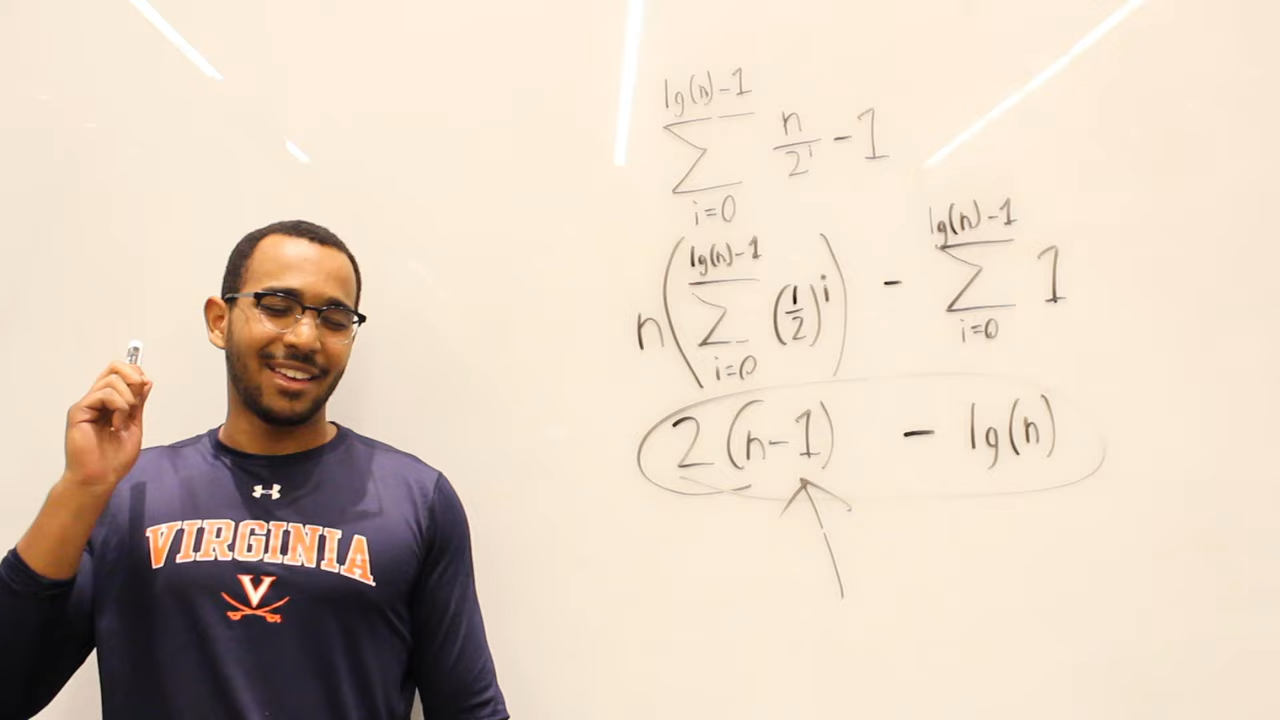 lg(n)-1
∑ n/2^i - 1
i=0
lg(n)-1 lg(n)-1
n(∑ (1/2)^i) - ∑ 1
i=0 i=0
2(n-1) - lg(n)
VIRGINIA
V